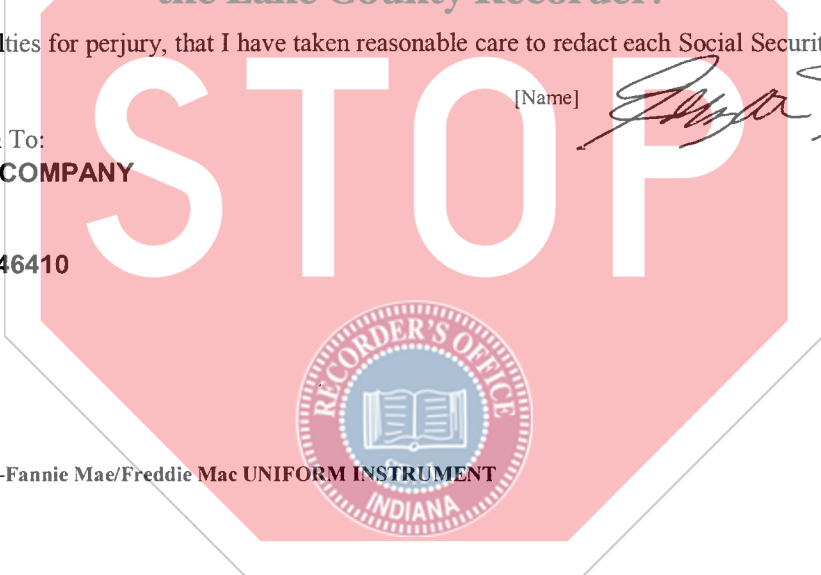 the Lake County Recorder!
lties for perjury, that I have taken reasonable care to redact each Social Securit
STOP
[Name]
To:
COMPANY
46410
RECORDER'S OFFICE
-Fannie Mae/Freddie Mac UNIFORM INSTRUMENT
INDIANA